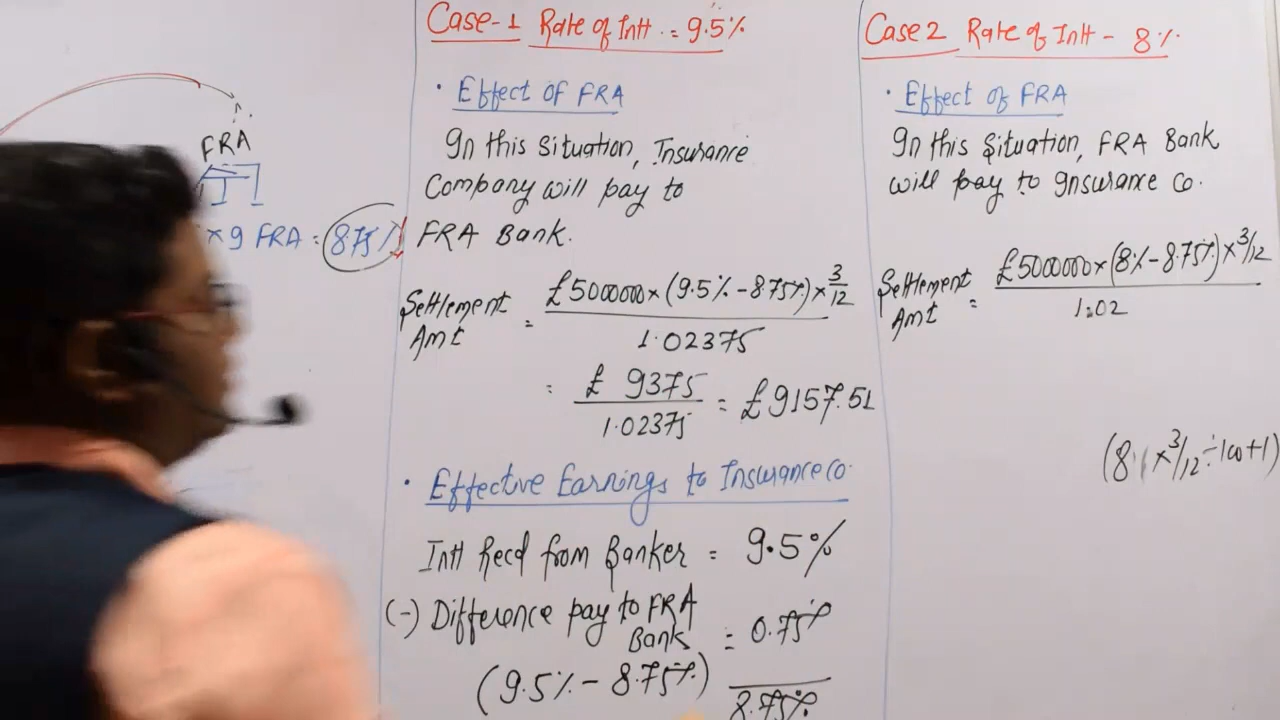 FRA
×9 FRA = 8.75%
Case-1 Rate of Intt. = 9.5%
• Effect OF FRA
In this Situation, Insurance
Company will pay to
FRA Bank.
Settlement Amt = £5000000×(9.5%-8.75%)×3/12
1.02375
= £ 9375 = £9157.51
1.02375
• Effective Earnings to Insurance Co.
Intt Recd from Banker = 9.5%
(-) Difference pay to FRA
Bank = 0.75%
(9.5%-8.75%)
8.75%
Case 2 Rate of Intt - 8%
• Effect of FRA
In this Situation, FRA Bank
will pay to Insurance Co.
Settlement Amt = £5000000×(8%-8.75%)×3/12
1.02
(8 ×3/12÷100+1)